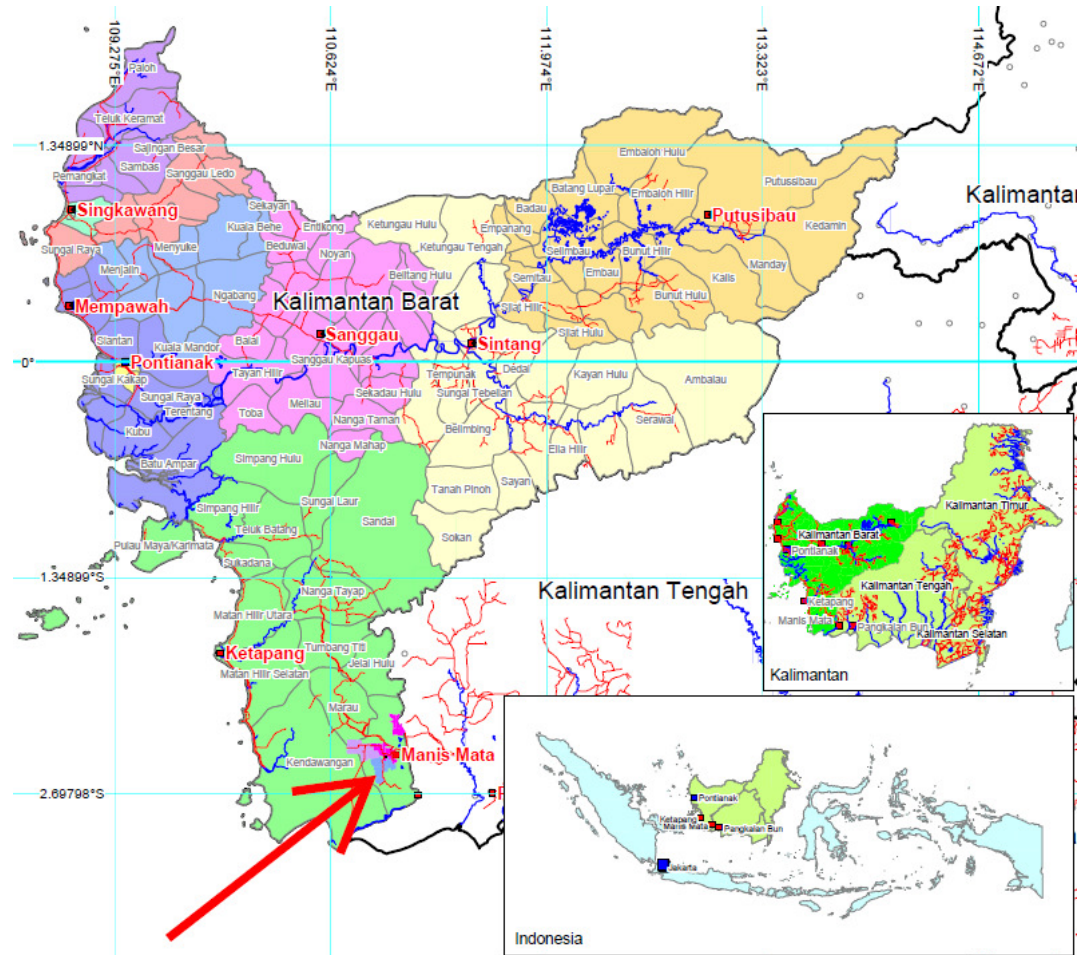 109.275°E
110.624°E
111.974°E
113.323°E
114.672°E
Paloh
Teluk Keramat
1.34899°N
Sajingan Besar
Sambas
Sanggau Ledo
Pemangkat
Embaloh Hulu
Putussibau
Batang Lupar
Embaloh Hilir
Kalimantan
Singkawang
Sekayan
Kuala Behe
Entikong
Ketungau Hulu
Badau
Empanang
Putusibau
Kedamin
Beduwai
Noyan
Ketungau Tengah
Sungai Raya
Menyuke
Menjalin
Selimbau
Bunut Hilir
Manday
Belitang Hulu
Semitau
Embau
Kalis
Ngabang
Kalimantan Barat
Silat Hilir
Bunut Hulu
Mempawah
Siantan
Kuala Mandor
Balai
Sanggau
Sintang
Silat Hulu
0°
Pontianak
Sanggau Kapuas
Dedai
Sungai Kakap
Tayan Hilir
Tempunak
Kayan Hulu
Ambalau
Sungai Raya
Terentang
Meliau
Sekadau Hulu
Sungai Tebelian
Kubu
Toba
Nanga Taman
Belimbing
Serawai
Nanga Mahap
Ella Hilir
Batu Ampar
Simpang Hulu
Tanah Pinoh
Sayan
Simpang Hilir
Sungai Laur
Sandai
Teluk Batang
Sokan
Pulau Maya/Karimata
Sukadana
1.34899°S
Nanga Tayap
Kalimantan Tengah
Matan Hilir Utara
Tumbang Titi
Ketapang
Jelai Hulu
Matan Hilir Selatan
Marau
Kendawangan
Manis Mata
2.69798°S
P
Kalimantan Timur
Kalimantan Barat
Pontianak
Kalimantan Tengah
Ketapang
Manis Mata
Pangkalan Bun
Kalimantan Selatan
Kalimantan
Pontianak
Ketapang
Manis Mata
Pangkalan Bun
Jakarta
Indonesia